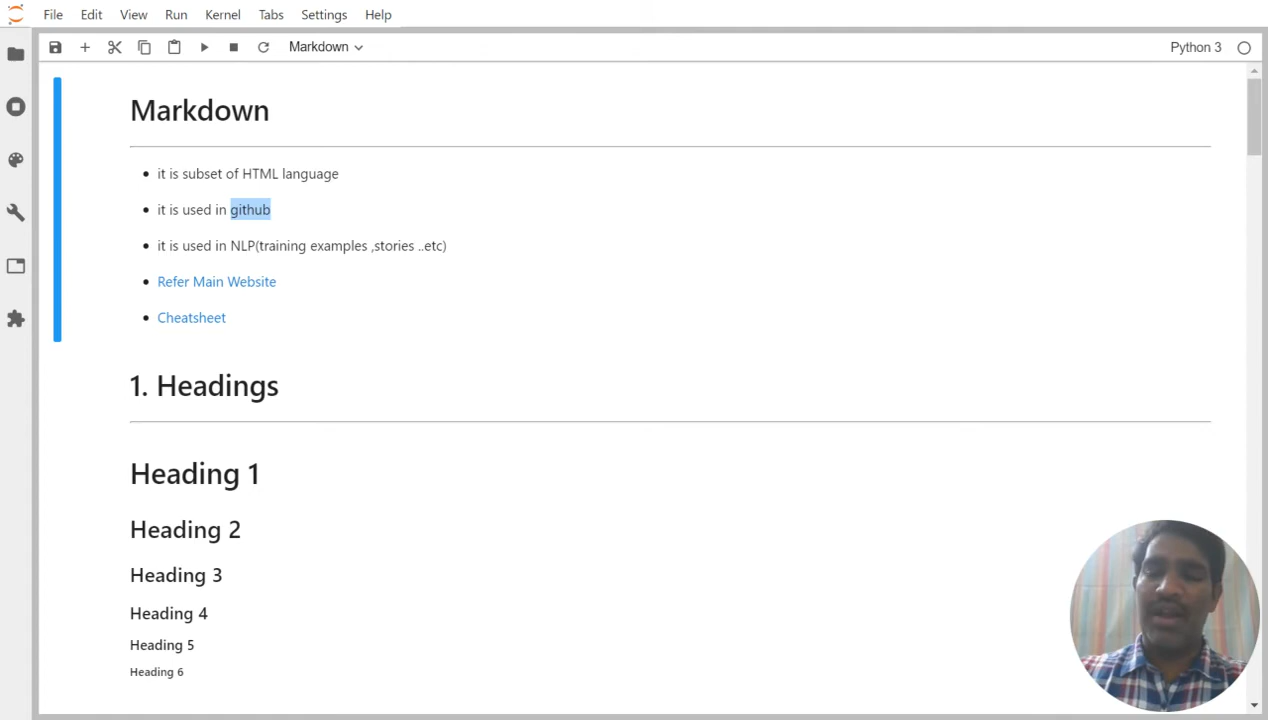 File Edit View Run Kernel Tabs Settings Help
Markdown Python 3
Markdown
it is subset of HTML language
it is used in github
it is used in NLP(training examples ,stories ..etc)
Refer Main Website
Cheatsheet
1. Headings
Heading 1
Heading 2
Heading 3
Heading 4
Heading 5
Heading 6